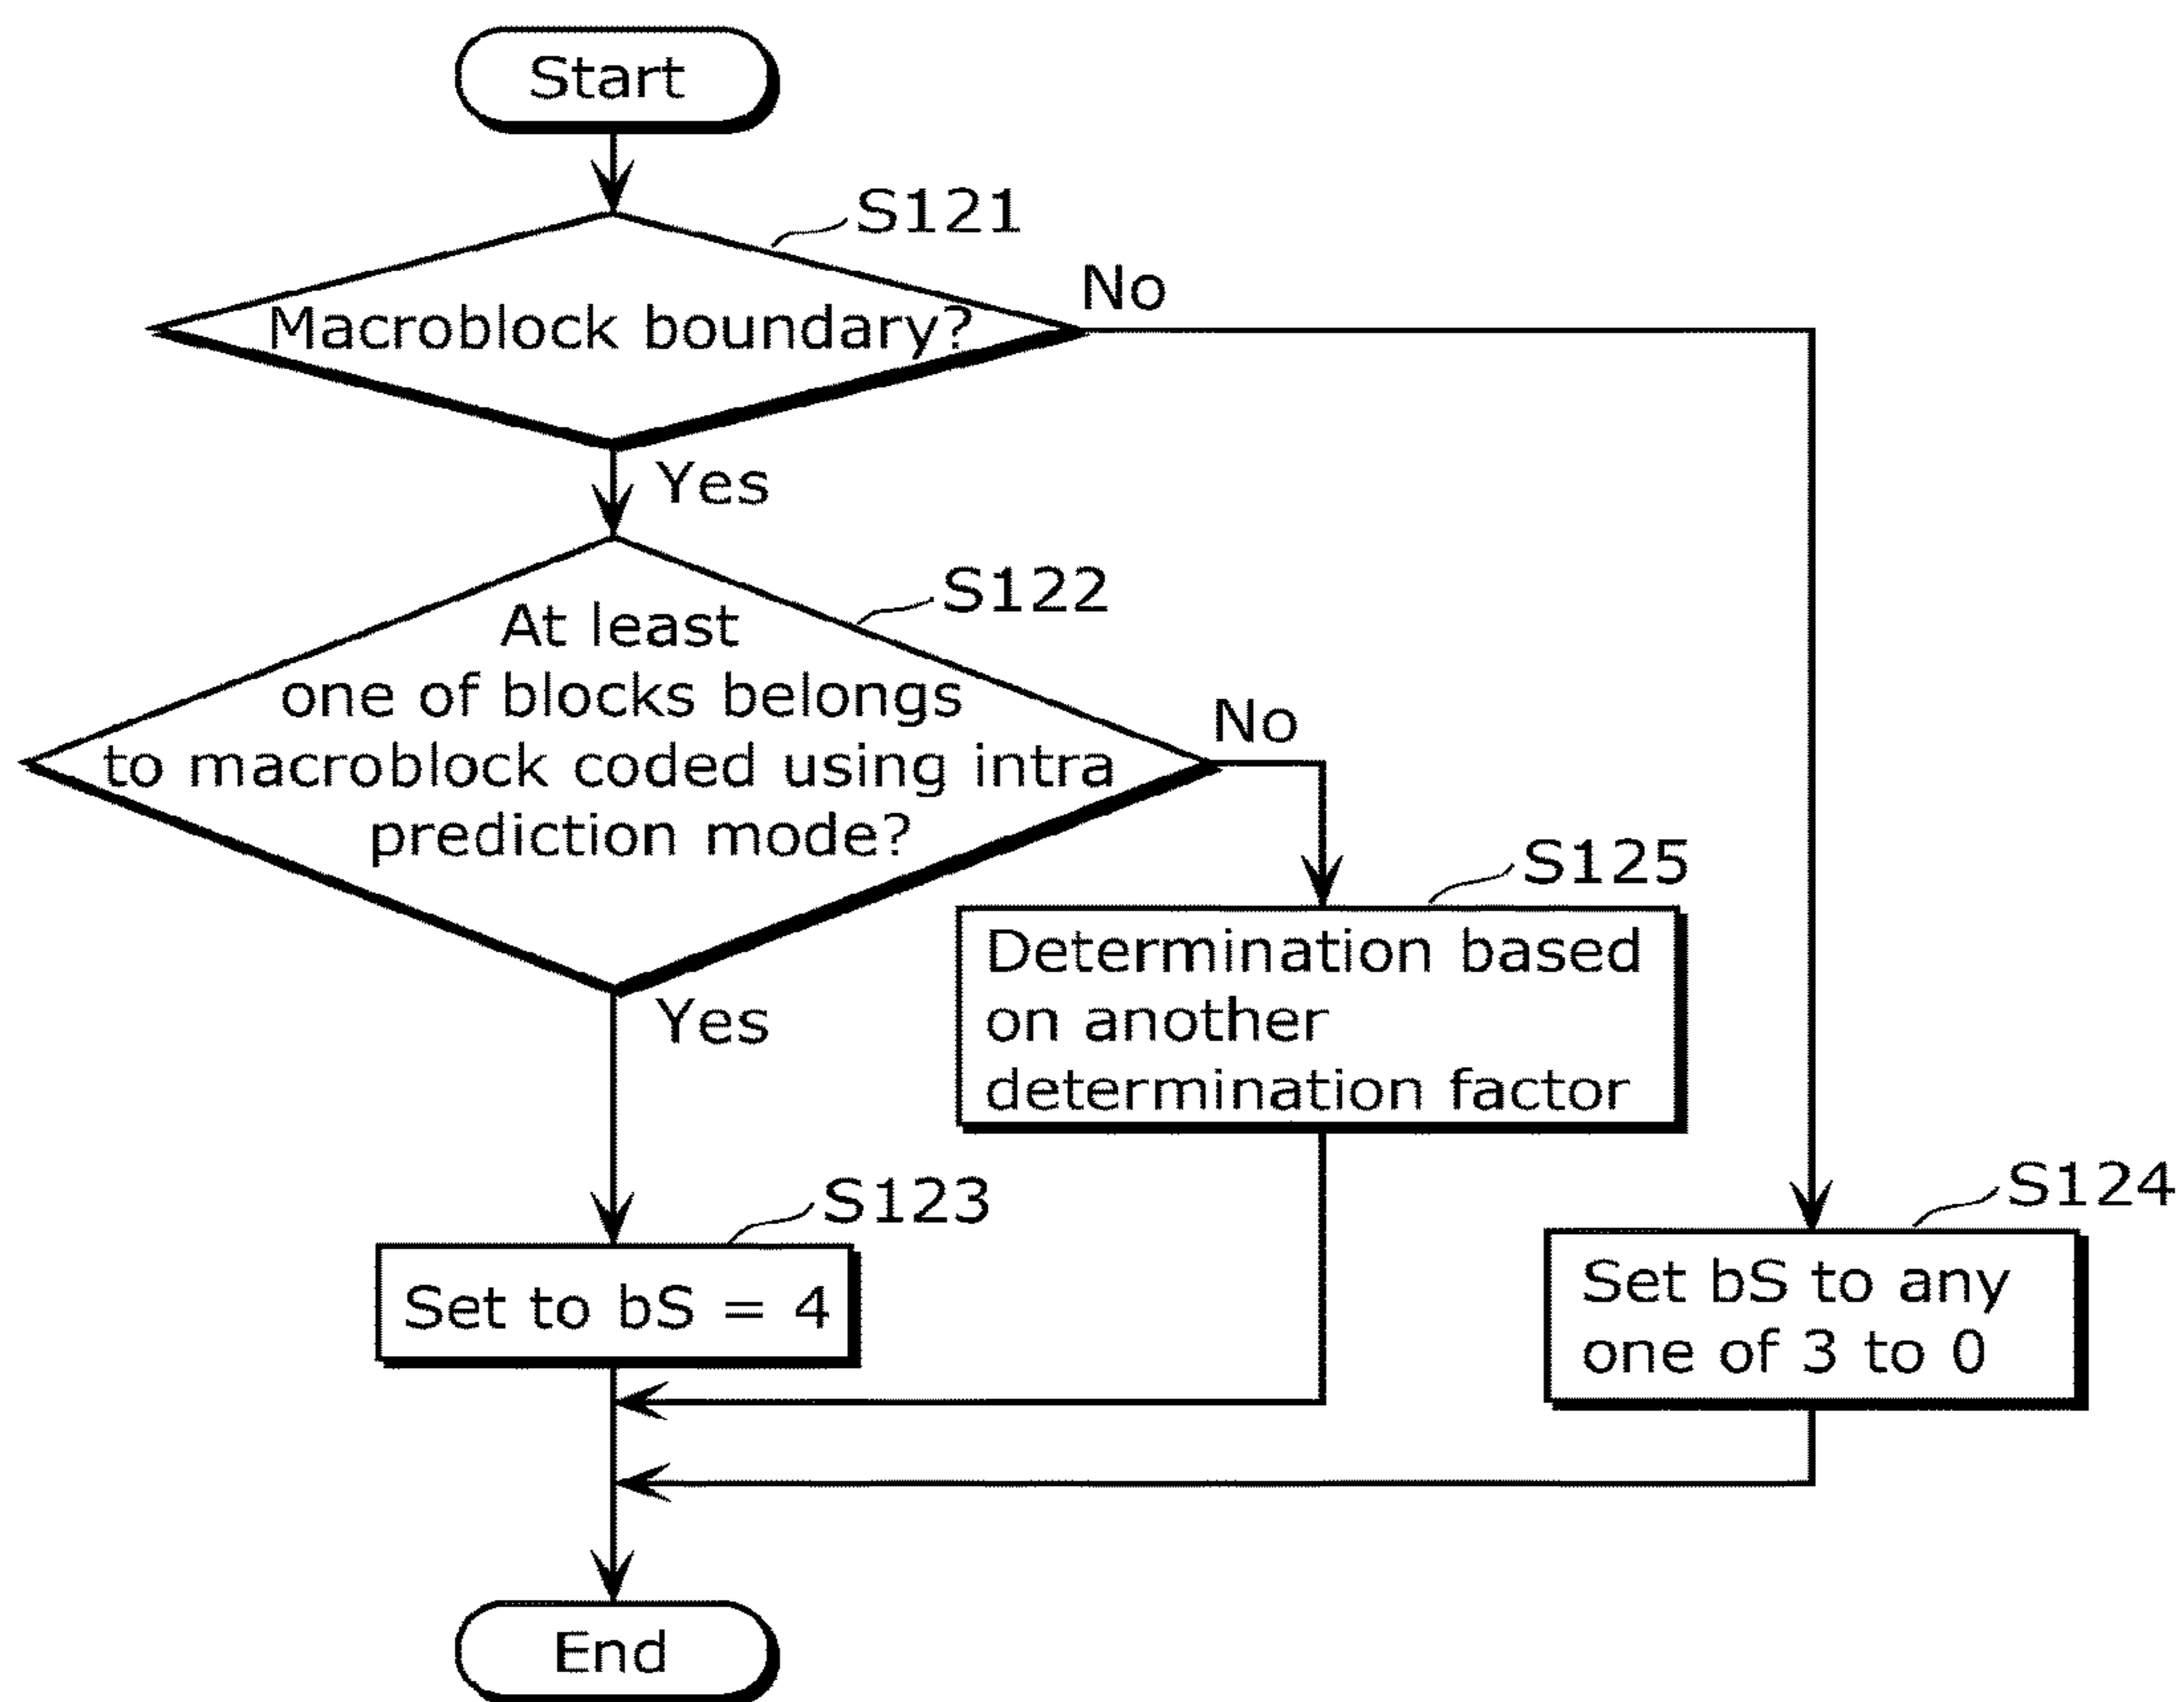 Start
S121
Macroblock boundary?
No
Yes
S122
At least
one of blocks belongs
to macroblock coded using intra
prediction mode?
No
Yes
S125
Determination based
on another
determination factor
S123
Set to bS = 4
S124
Set bS to any
one of 3 to 0
End